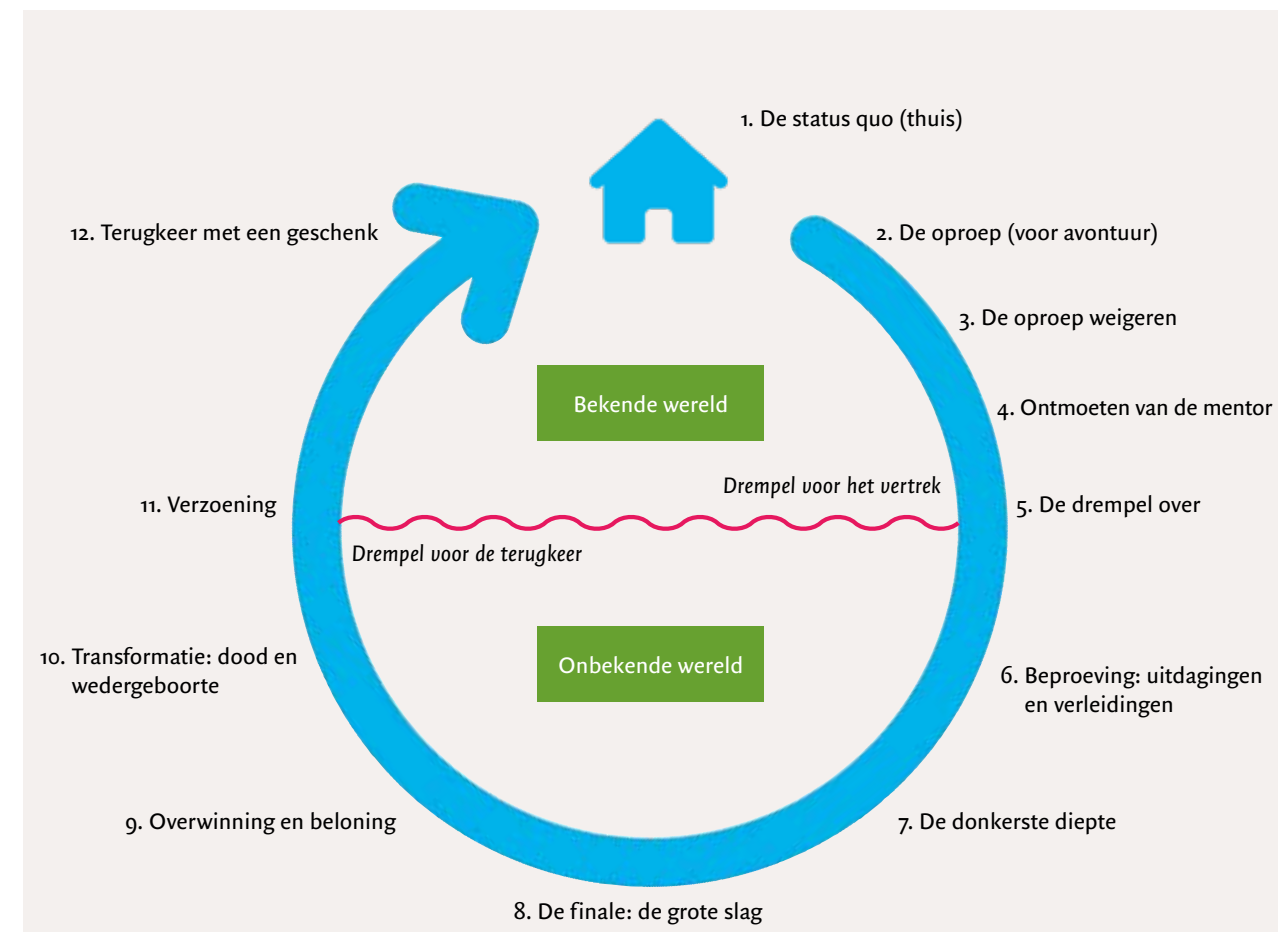 1. De status quo (thuis)
2. De oproep (voor avontuur)
3. De oproep weigeren
4. Ontmoeten van de mentor
5. De drempel over
6. Beproeving: uitdagingen
en verleidingen
7. De donkerste diepte
8. De finale: de grote slag
9. Overwinning en beloning
10. Transformatie: dood en
wedergeboorte
11. Verzoening
12. Terugkeer met een geschenk
Bekende wereld
Drempel voor het vertrek
Drempel voor de terugkeer
Onbekende wereld